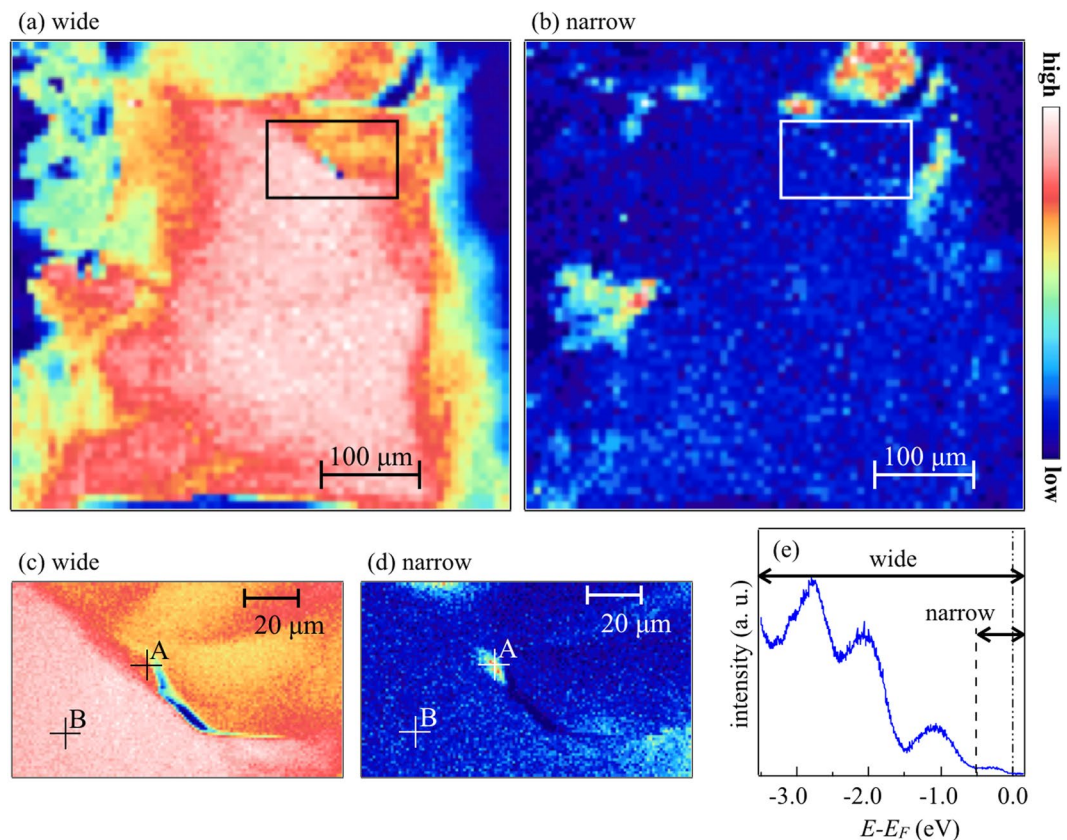 (a) wide
(b) narrow
high
low
100 μm
100 μm
(c) wide
(d) narrow
(e)
wide
narrow
20 μm
20 μm
A
B
A
B
intensity (a. u.)
-3.0 -2.0 -1.0 0.0
E-E_F (eV)